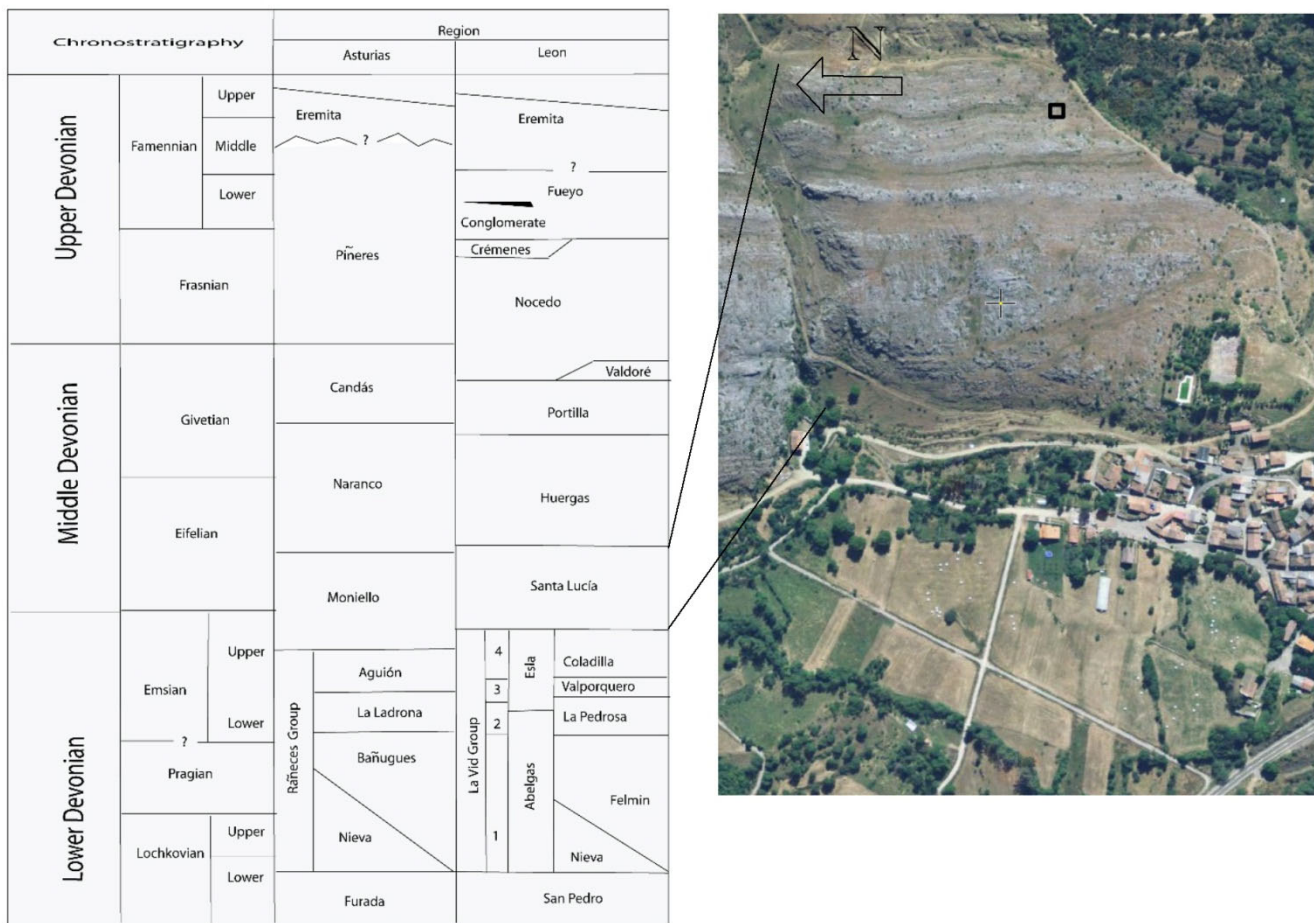 Chronostratigraphy
Region
Asturias
Leon
Upper Devonian
Famennian
Upper
Middle
Lower
Frasnian
Eremita
?
Piñeres
Eremita
?
Fueyo
Conglomerate
Crémenes
Nocedo
Valdoré
Middle Devonian
Givetian
Eifelian
Candás
Naranco
Moniello
Portilla
Huergas
Santa Lucía
Lower Devonian
Emsian
Upper
Lower
?
Pragian
Lochkovian
Upper
Lower
Rañeces Group
Aguión
La Ladrona
Bañugues
Nieva
Furada
La Vid Group
4
3
2
1
Esla
Abelgas
Coladilla
Valporquero
La Pedrosa
Felmin
Nieva
San Pedro
N